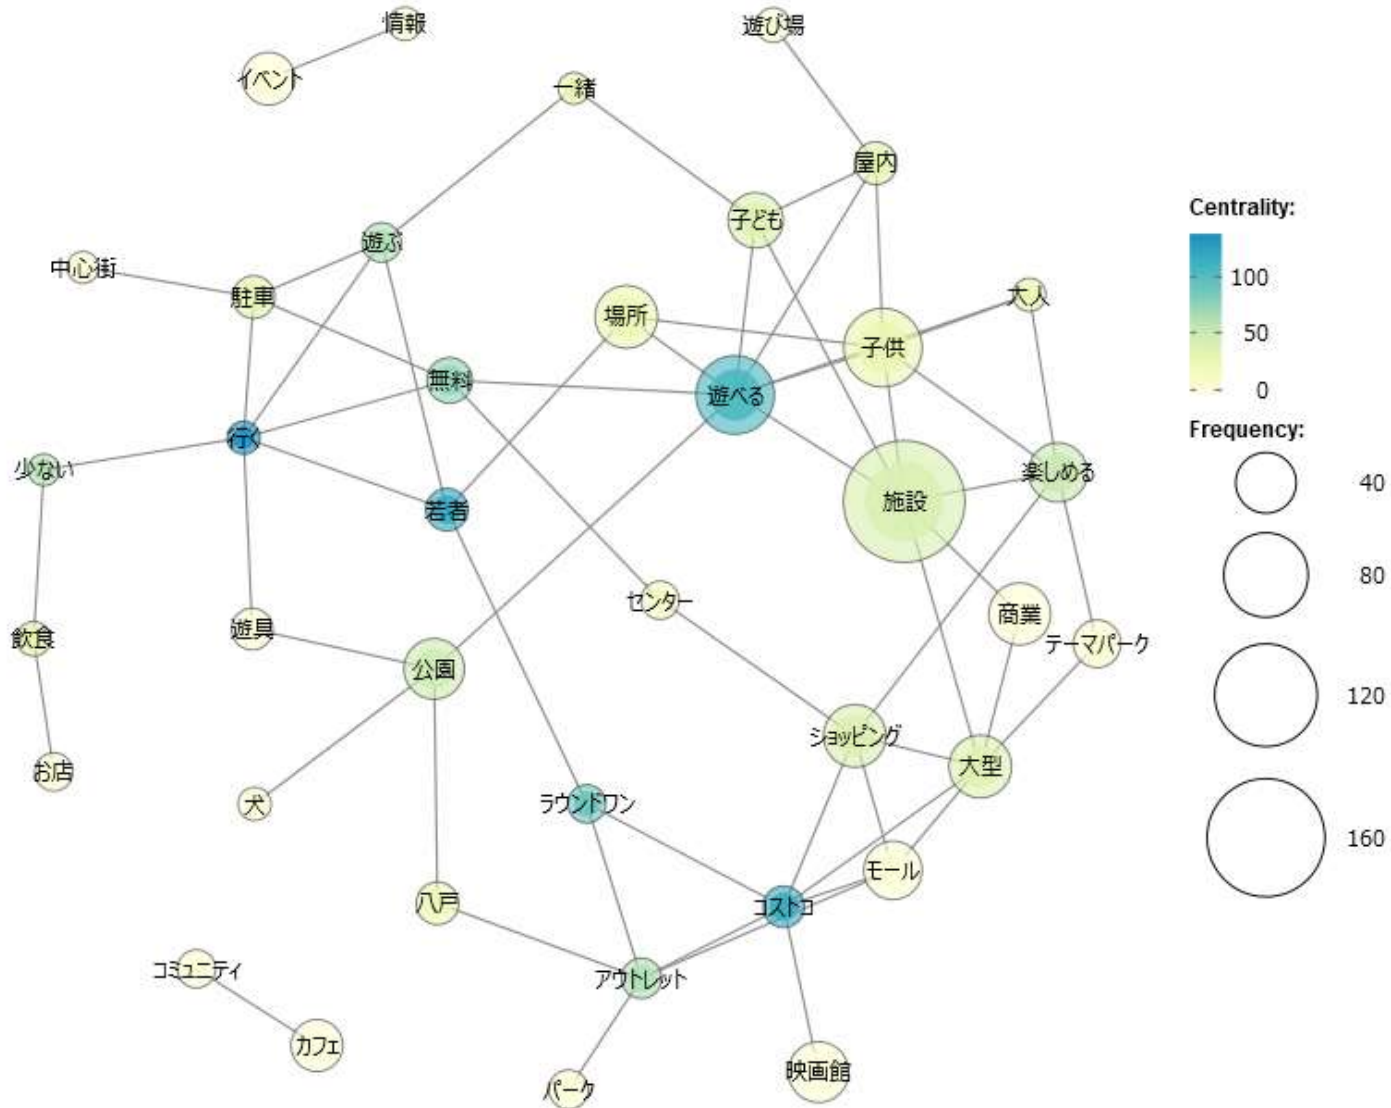 情報
遊び場
イベント
一緒
屋内
子ども
遊ぶ
中心街
駐車
大人
場所
子供
無料
遊べる
行く
少ない
若者
施設
楽しめる
センター
商業
遊具
飲食
テーマパーク
公園
ショッピング
大型
お店
犬
ラウンドワン
モール
八戸
コストコ
コミュニティ
アウトレット
カフェ
映画館
パーク
Centrality:
100
50
0
Frequency:
40
80
120
160